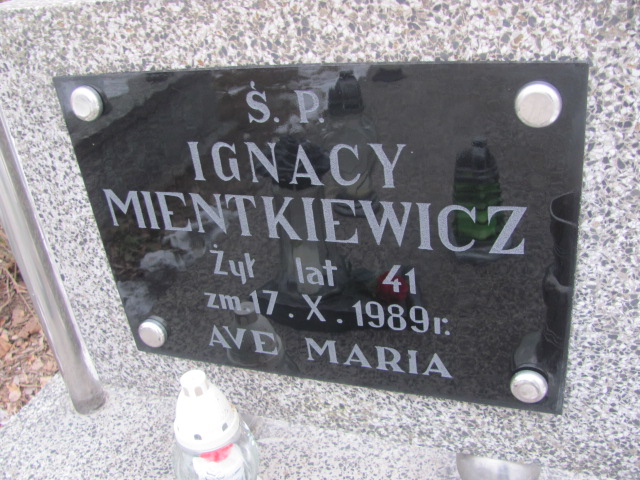 Ś. P.
IGNACY
MIENTKIEWICZ
Żył lat 41
zm. 17. X. 1989 r.
AVE MARIA